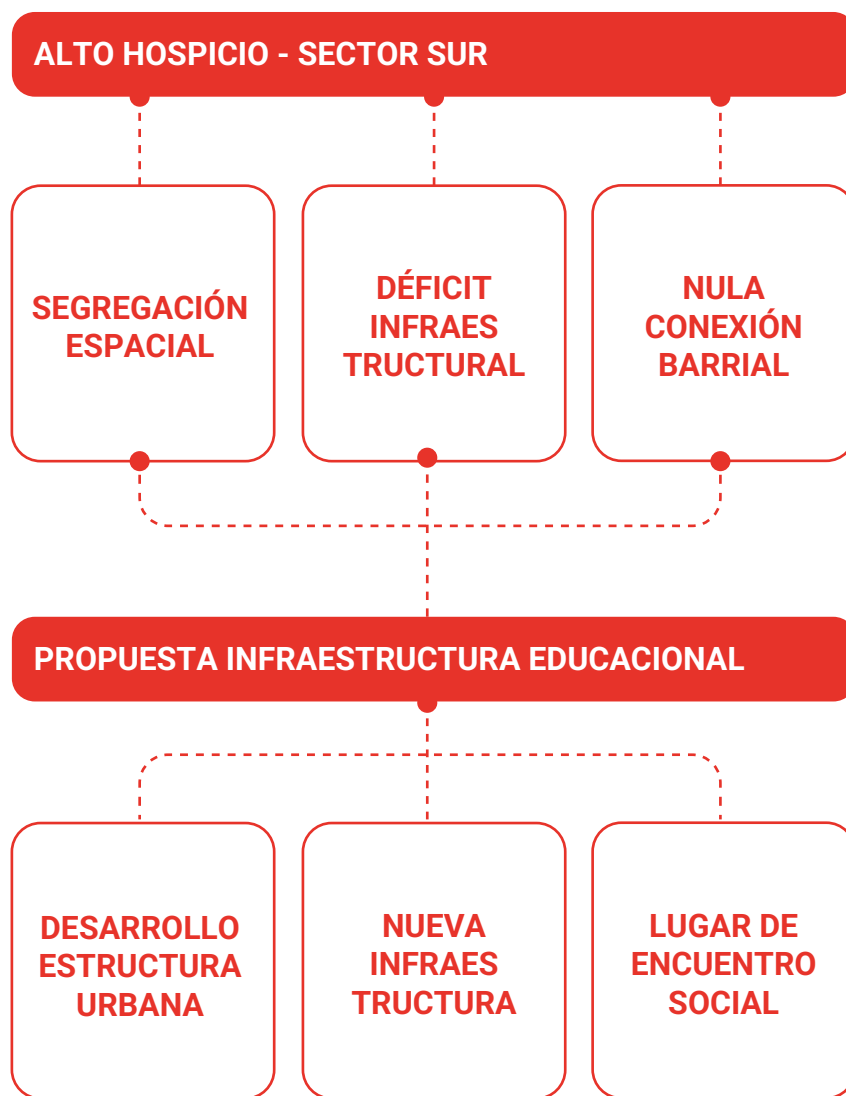 ALTO HOSPICIO - SECTOR SUR
SEGREGACIÓN
ESPACIAL
DÉFICIT
INFRAES
TRUCTURAL
NULA
CONEXIÓN
BARRIAL
PROPUESTA INFRAESTRUCTURA EDUCACIONAL
DESARROLLO
ESTRUCTURA
URBANA
NUEVA
INFRAES
TRUCTURA
LUGAR DE
ENCUENTRO
SOCIAL